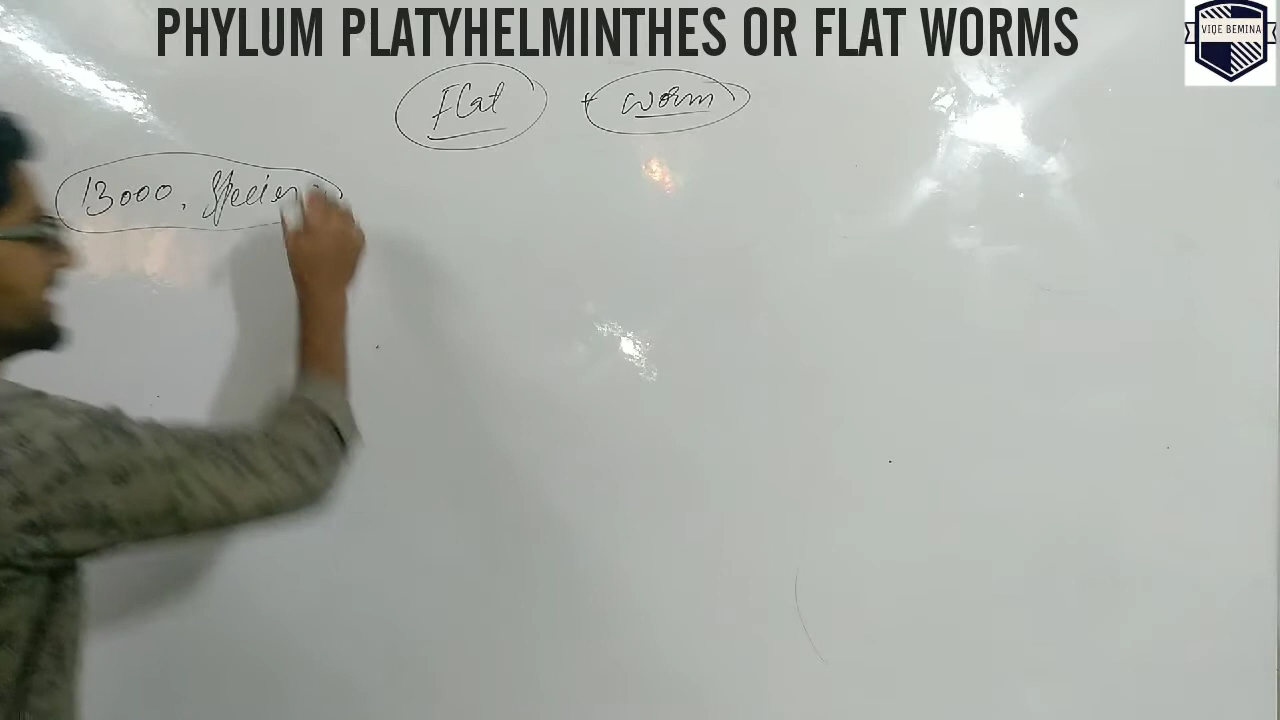 PHYLUM PLATYHELMINTHES OR FLAT WORMS
VIQE BEMINA
Flat + worm
13000, Species